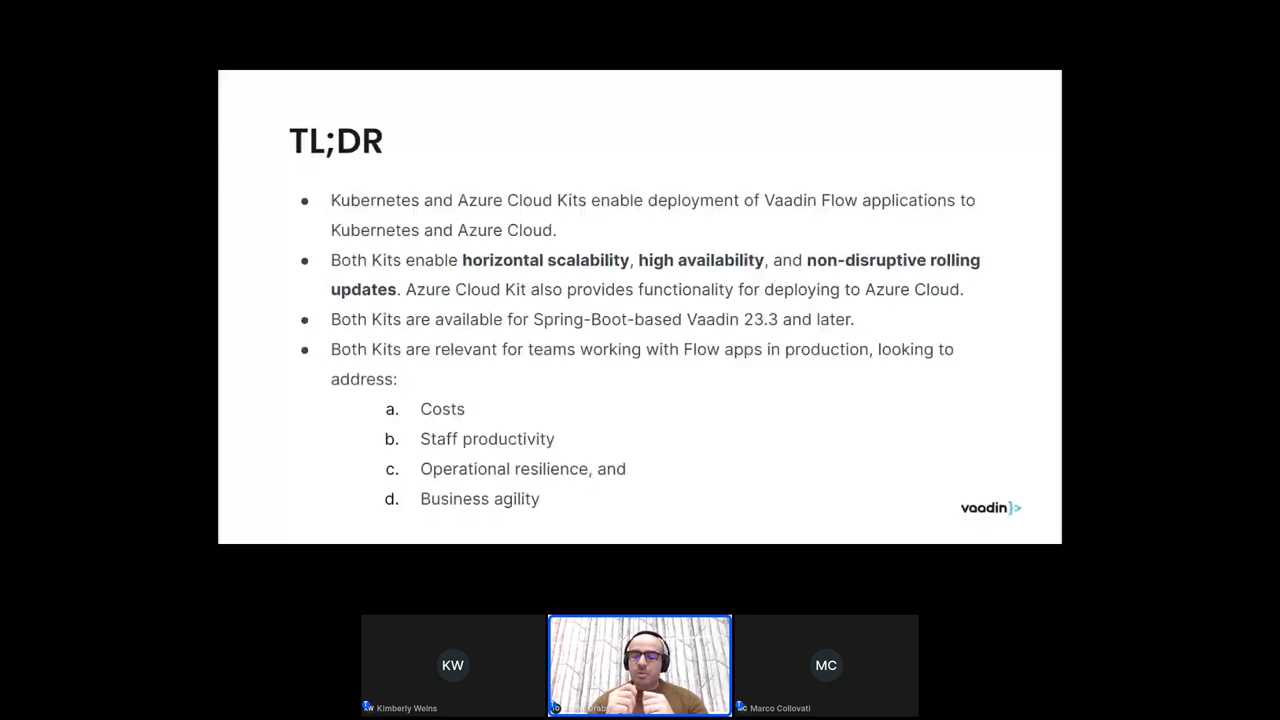 TL;DR
● Kubernetes and Azure Cloud Kits enable deployment of Vaadin Flow applications to
Kubernetes and Azure Cloud.
● Both Kits enable horizontal scalability, high availability, and non-disruptive rolling
updates. Azure Cloud Kit also provides functionality for deploying to Azure Cloud.
● Both Kits are available for Spring-Boot-based Vaadin 23.3 and later.
● Both Kits are relevant for teams working with Flow apps in production, looking to
address:
a. Costs
b. Staff productivity
c. Operational resilience, and
d. Business agility
vaadin}>
KW
MC
Kimberly Weins
Marco Collovati